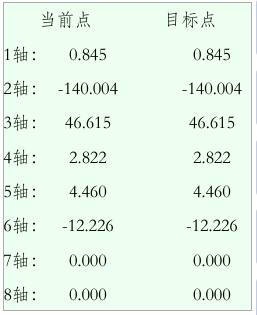 当前点 目标点
1轴： 0.845 0.845
2轴： -140.004 -140.004
3轴： 46.615 46.615
4轴： 2.822 2.822
5轴： 4.460 4.460
6轴： -12.226 -12.226
7轴： 0.000 0.000
8轴： 0.000 0.000